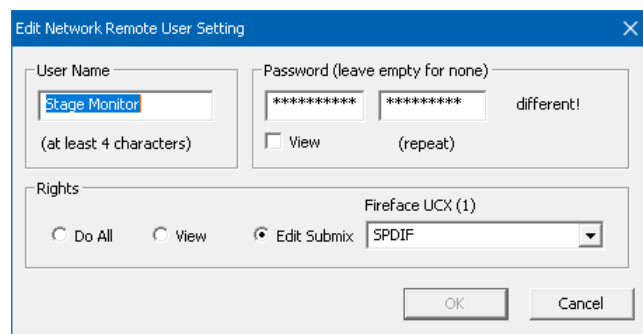 Edit Network Remote User Setting
User Name
Stage Monitor
(at least 4 characters)
Password (leave empty for none)
********** ********* different!
View (repeat)
Rights
Fireface UCX (1)
Do All View Edit Submix SPDIF
OK Cancel